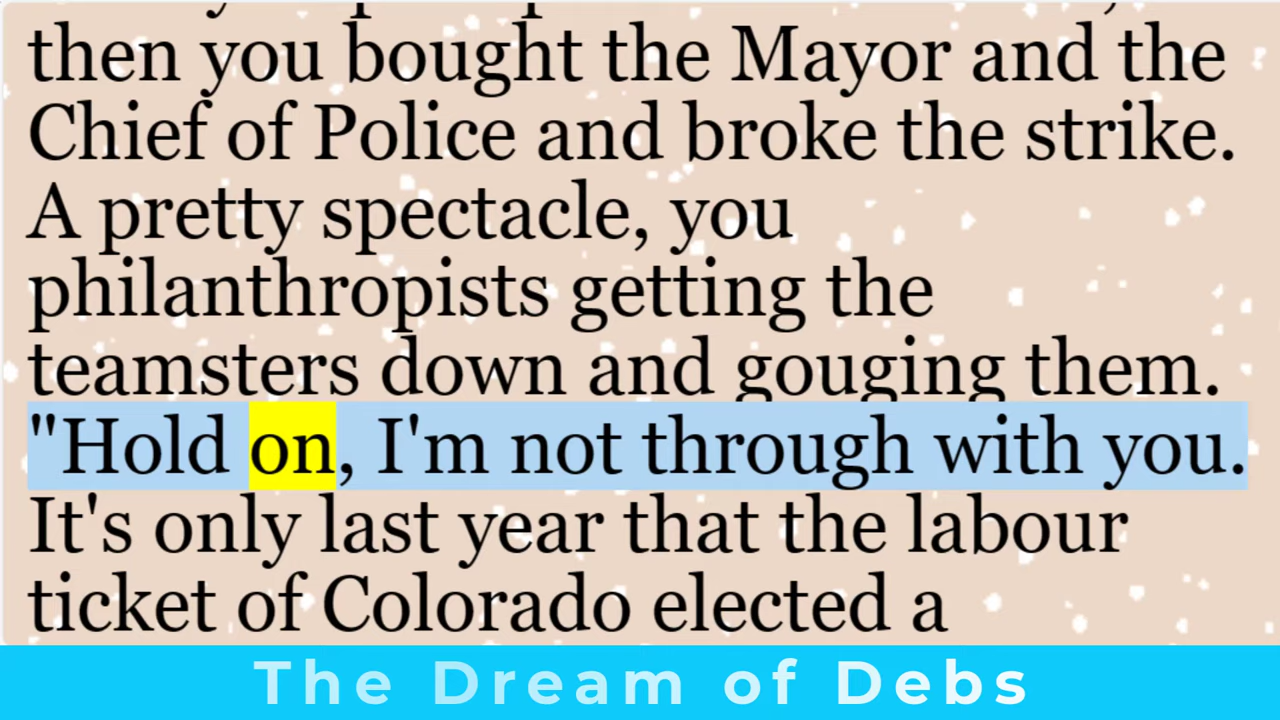 then you bought the Mayor and the
Chief of Police and broke the strike.
A pretty spectacle, you
philanthropists getting the
teamsters down and gouging them.
"Hold on, I'm not through with you.
It's only last year that the labour
ticket of Colorado elected a
The Dream of Debs